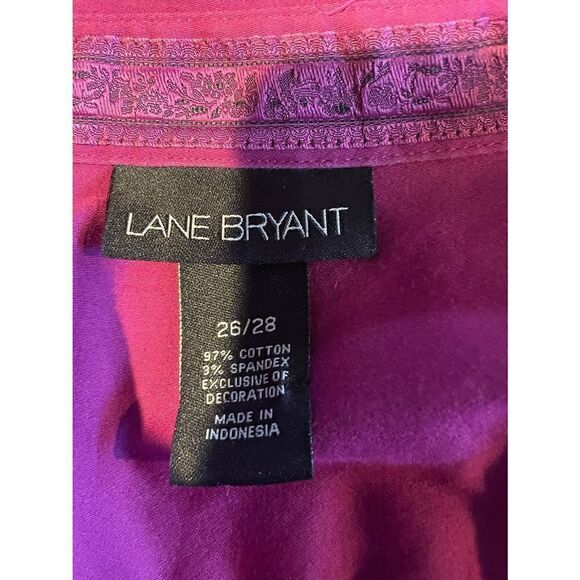 LANE BRYANT
26/28
97% COTTON
3% SPANDEX
EXCLUSIVE OF
DECORATION
MADE IN
INDONESIA